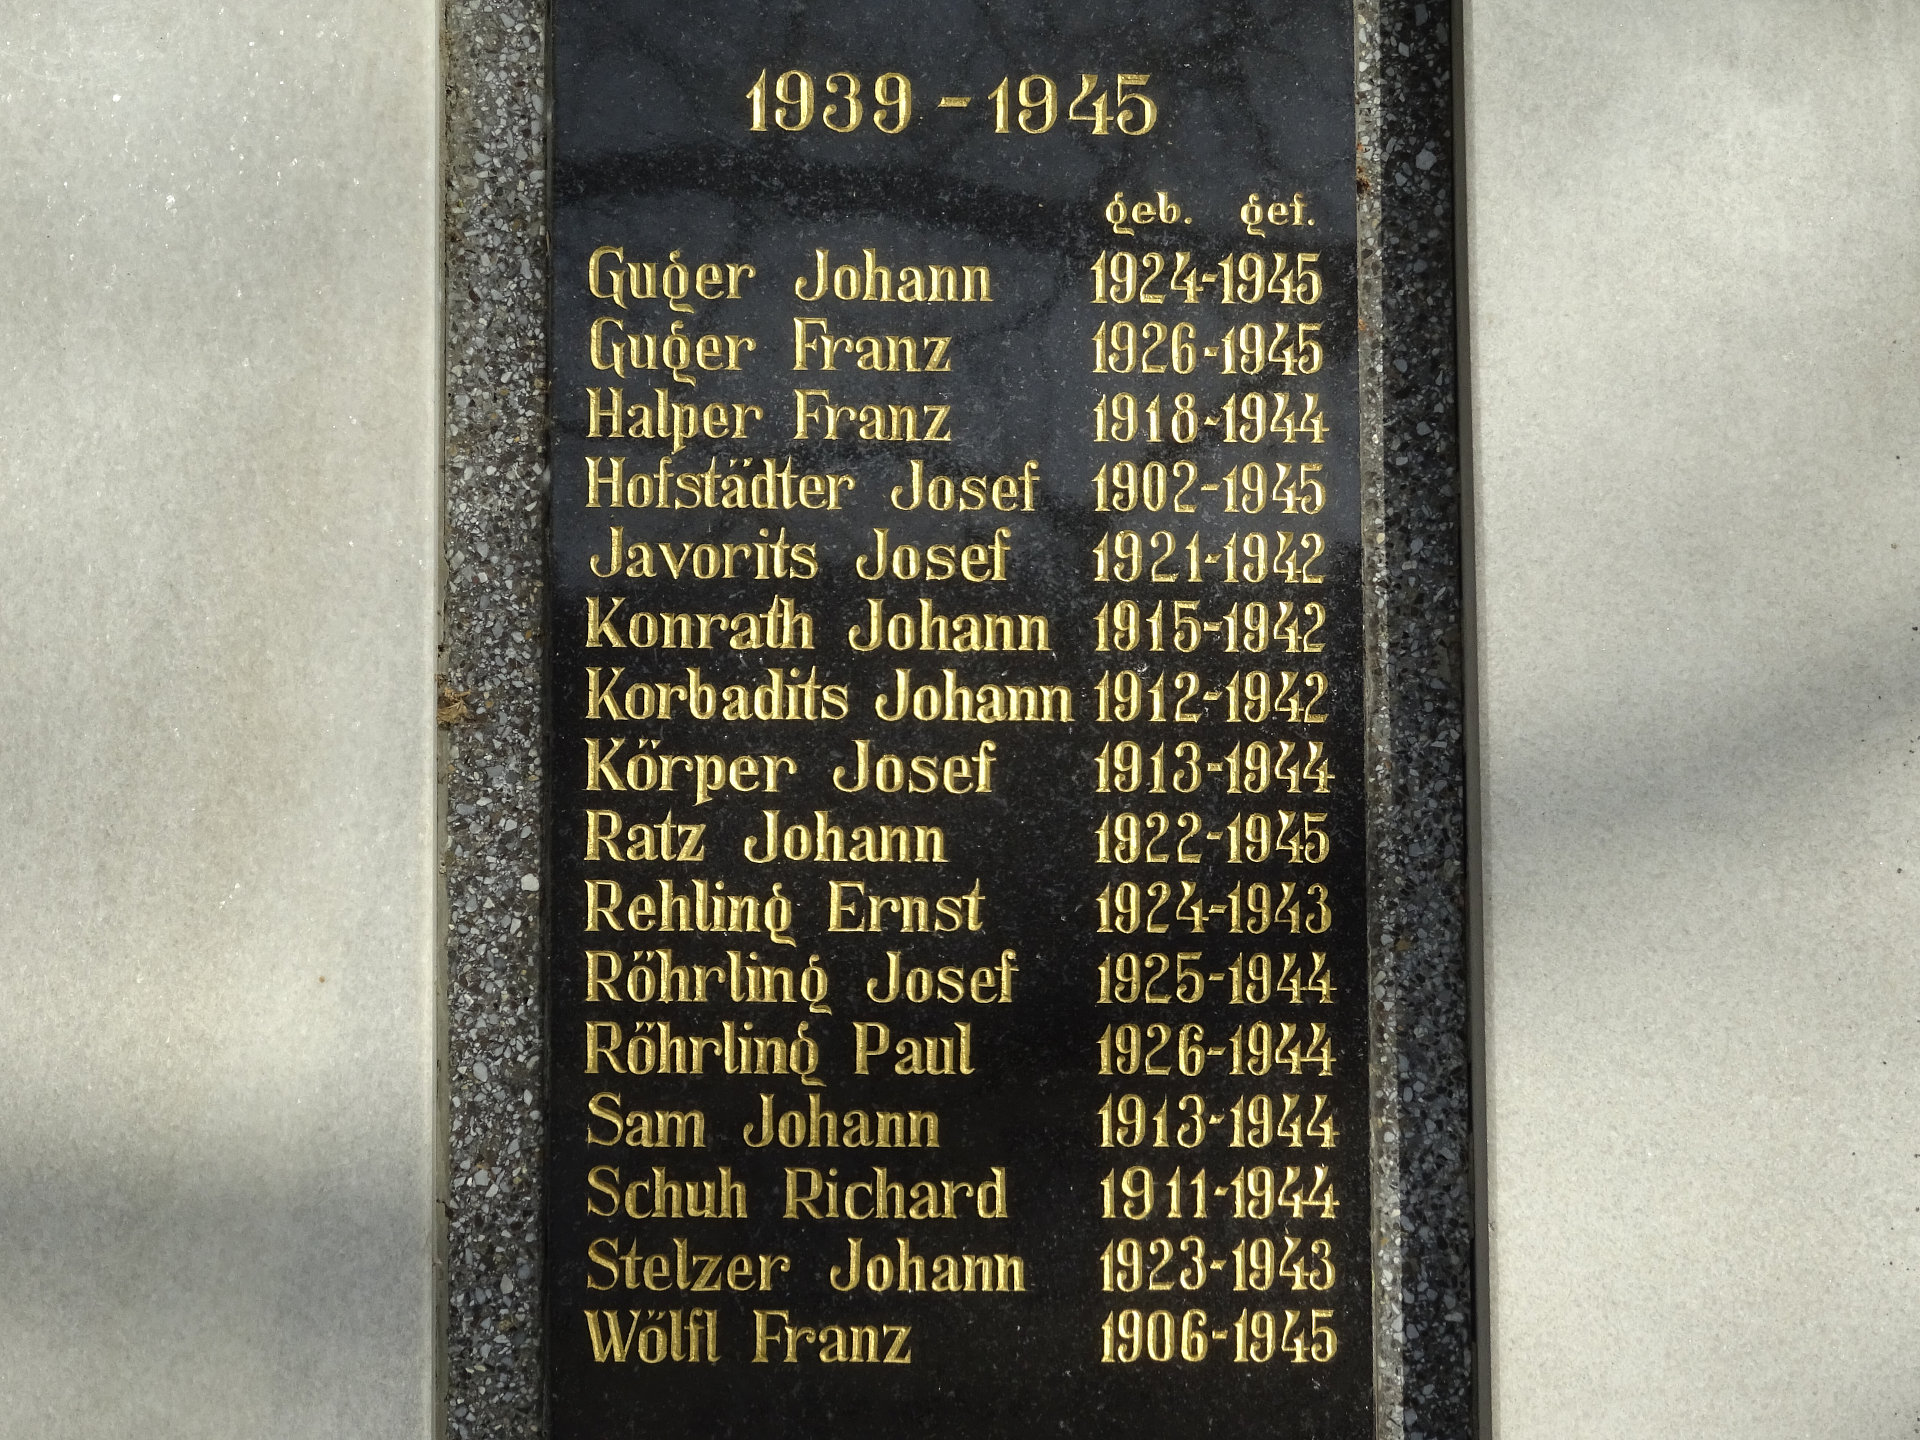 1939 - 1945
geb. gef.
Guger Johann 1924-1945
Guger Franz 1926-1945
Halper Franz 1918-1944
Hofstädter Josef 1902-1945
Javorits Josef 1921-1942
Konrath Johann 1915-1942
Korbadits Johann 1912-1942
Körper Josef 1913-1944
Ratz Johann 1922-1945
Rehling Ernst 1924-1943
Röhrling Josef 1925-1944
Röhrling Paul 1926-1944
Sam Johann 1913-1944
Schuh Richard 1911-1944
Stelzer Johann 1923-1943
Wölfl Franz 1906-1945